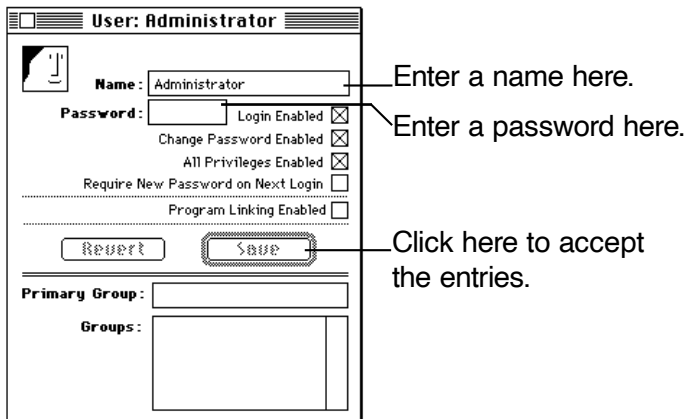 User: Administrator
Name: Administrator
Enter a name here.
Password:
Login Enabled
Enter a password here.
Change Password Enabled
All Privileges Enabled
Require New Password on Next Login
Program Linking Enabled
Revert
Save
Click here to accept
the entries.
Primary Group:
Groups: